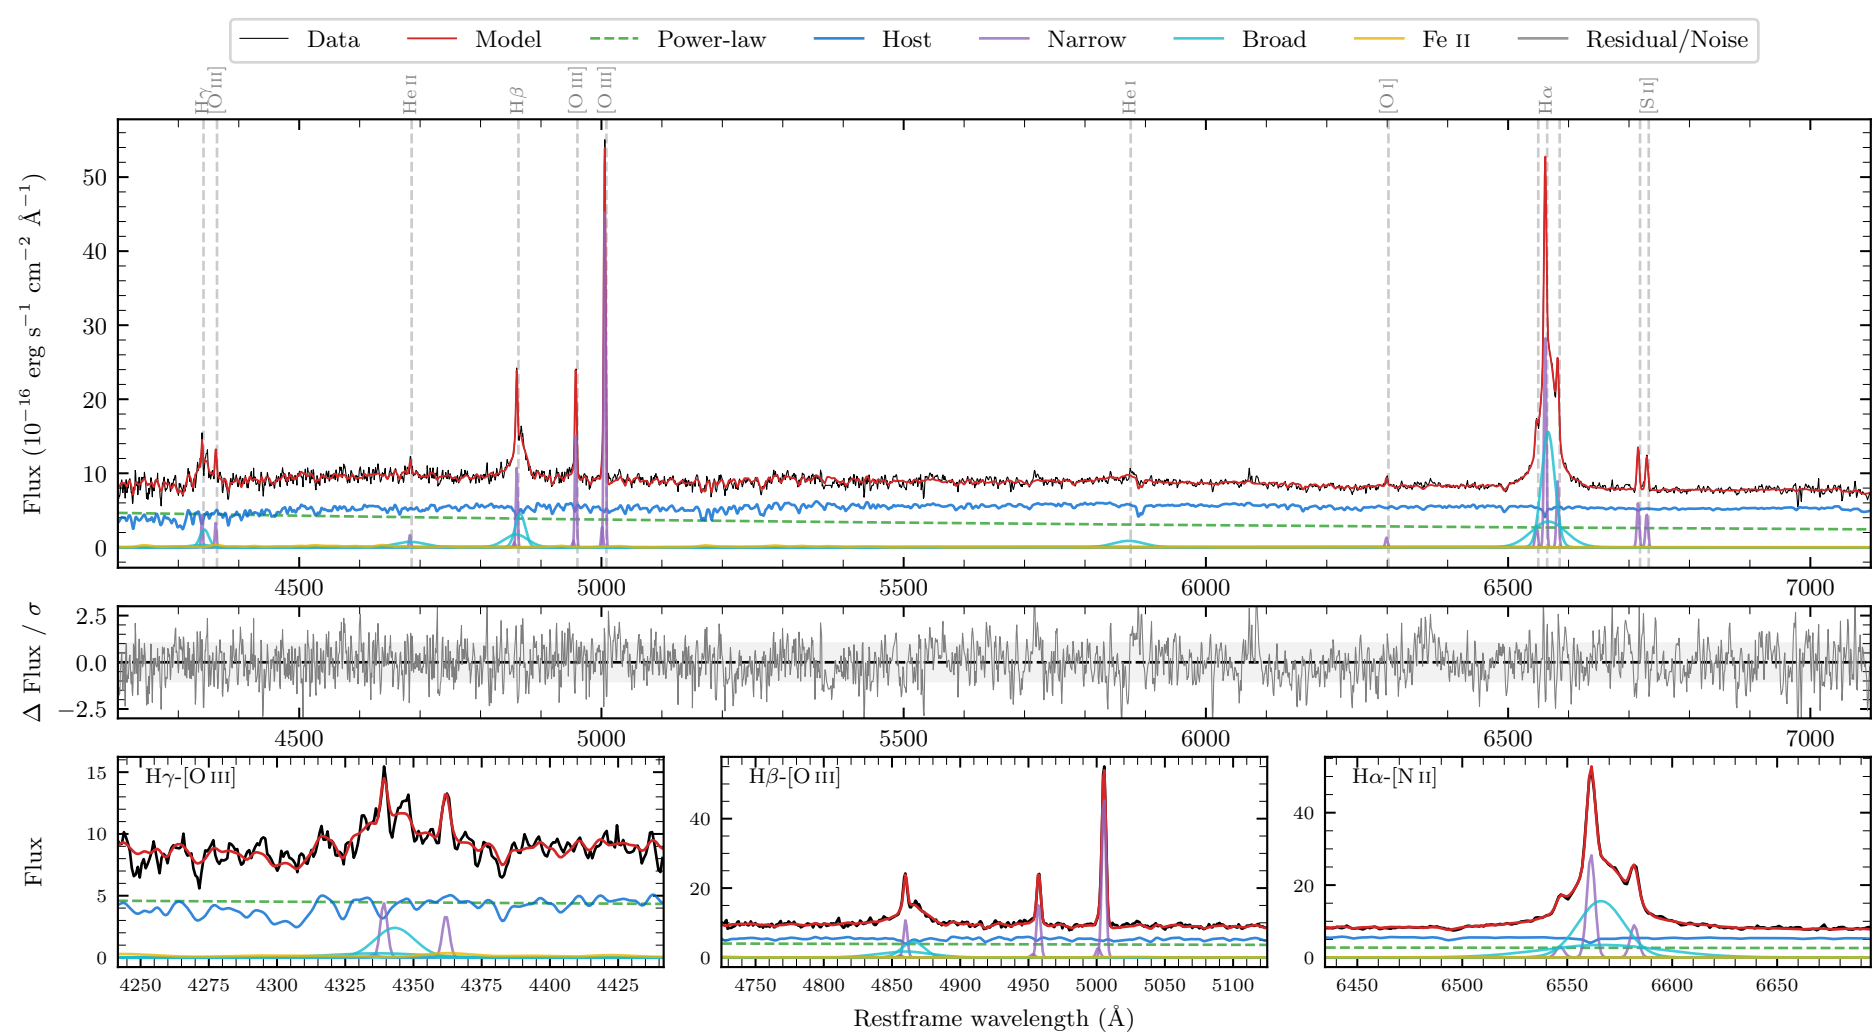 Data Model Power-law Host Narrow Broad Fe II Residual/Noise
Hγ [O III] He II Hβ [O III] [O III] He I [O I] Hα [S II]
Flux (10⁻¹⁶ erg s⁻¹ cm⁻² Å⁻¹)
50
40
30
20
10
0
4500 5000 5500 6000 6500 7000
Δ Flux / σ
2.5
0.0
−2.5
4500 5000 5500 6000 6500 7000
Flux
Hγ-[O III]
15
10
5
0
4250 4275 4300 4325 4350 4375 4400 4425
Hβ-[O III]
40
20
0
4750 4800 4850 4900 4950 5000 5050 5100
Hα-[N II]
40
20
0
6450 6500 6550 6600 6650
Restframe wavelength (Å)